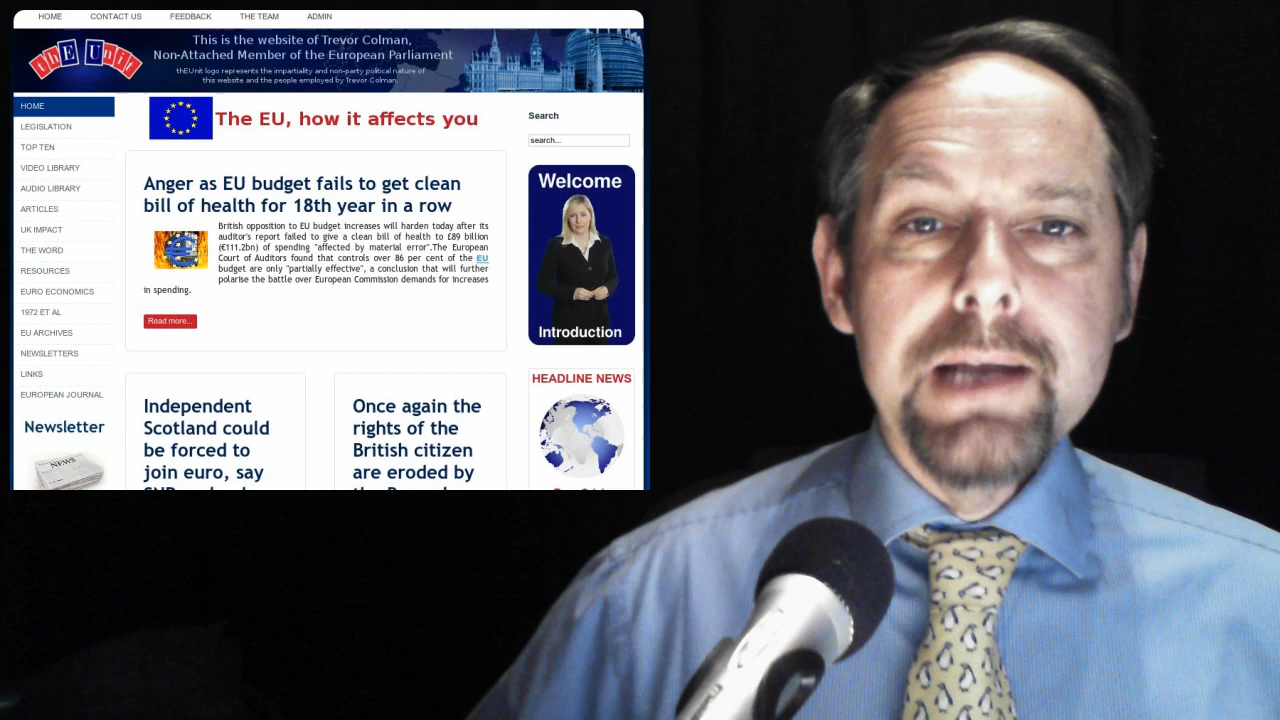 HOME CONTACT US FEEDBACK THE TEAM ADMIN
thEUnit
This is the website of Trevor Colman,
Non-Attached Member of the European Parliament
thEUnit logo represents the impartiality and non-party political nature of
this website and the people employed by Trevor Colman.
HOME
LEGISLATION
TOP TEN
VIDEO LIBRARY
AUDIO LIBRARY
ARTICLES
UK IMPACT
THE WORD
RESOURCES
EURO ECONOMICS
1972 ET AL
EU ARCHIVES
NEWSLETTERS
LINKS
EUROPEAN JOURNAL
Newsletter
NEWS
The EU, how it affects you
Anger as EU budget fails to get clean
bill of health for 18th year in a row
British opposition to EU budget increases will harden today after its
auditor's report failed to give a clean bill of health to £89 billion
(€111.2bn) of spending "affected by material error".The European
Court of Auditors found that controls over 86 per cent of the EU
budget are only "partially effective", a conclusion that will further
polarise the battle over European Commission demands for increases
in spending.
Read more...
Independent
Scotland could
be forced to
join euro, say
Once again the
rights of the
British citizen
are eroded by
Search
search...
Welcome
Introduction
HEADLINE NEWS